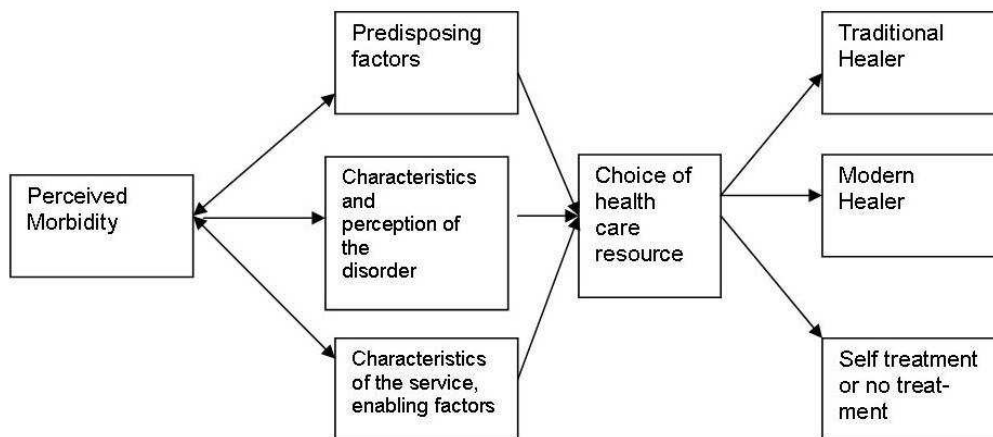 Perceived
Morbidity
Predisposing
factors
Characteristics
and
perception of
the
disorder
Characteristics
of the service,
enabling factors
Choice of
health
care
resource
Traditional
Healer
Modern
Healer
Self treatment
or no treat-
ment